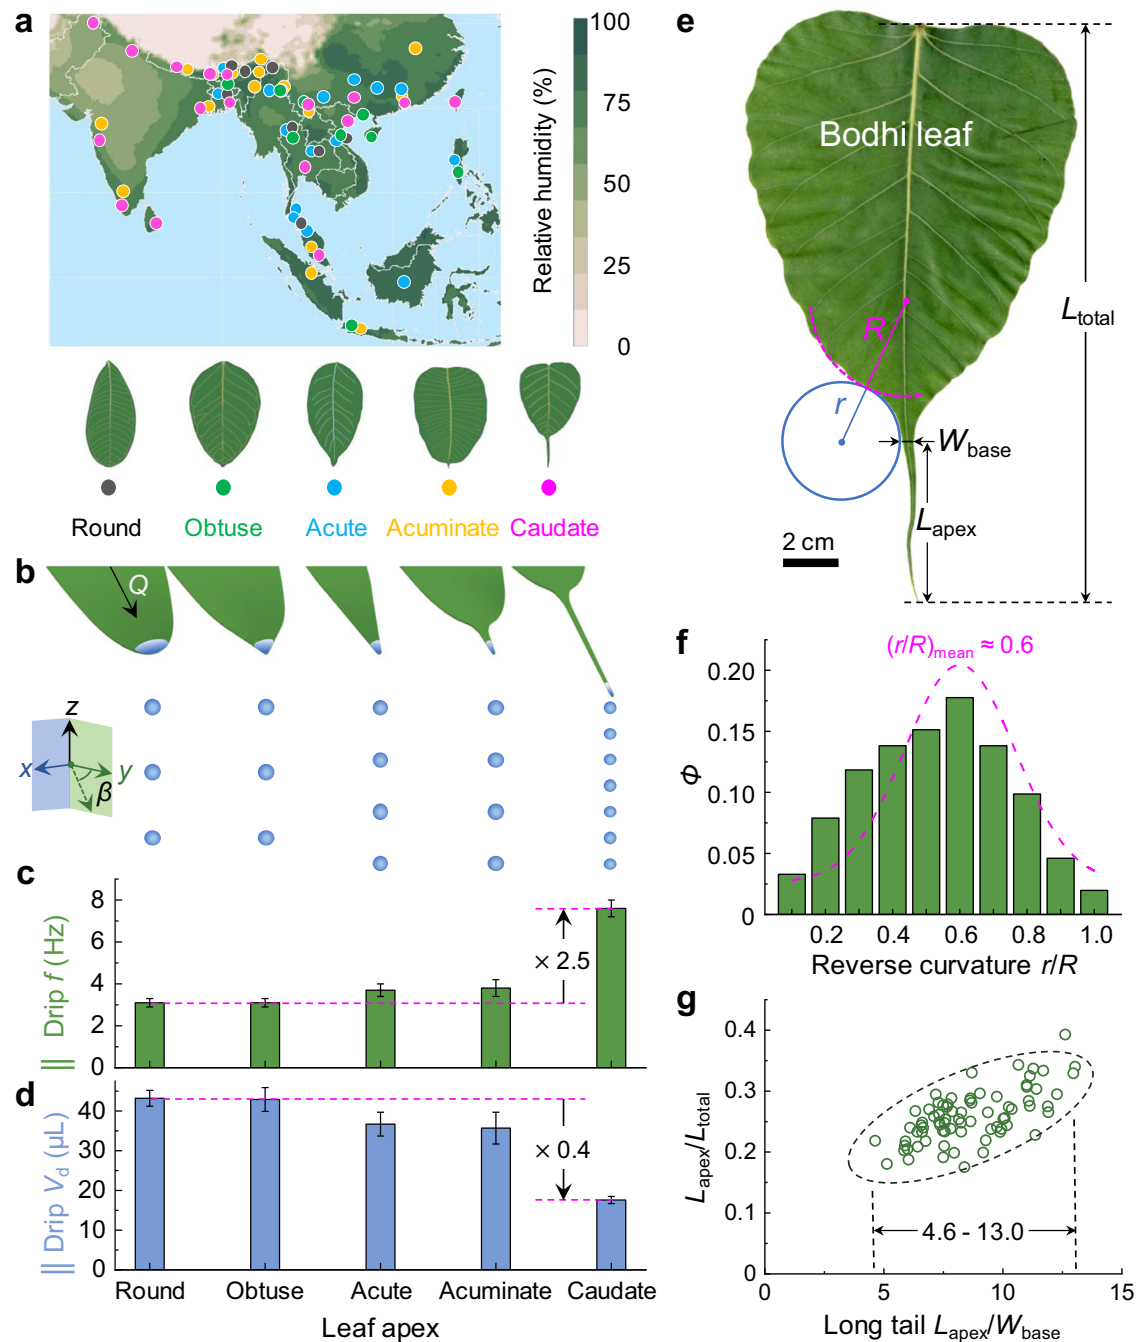 a
100
75
50
25
0
Relative humidity (%)
Round
Obtuse
Acute
Acuminate
Caudate
b
Q
z
x
y
β
c
8
6
4
2
0
Drip f (Hz)
× 2.5
d
40
30
20
10
0
Drip Vd (µL)
× 0.4
Round
Obtuse
Acute
Acuminate
Caudate
Leaf apex
e
Bodhi leaf
R
r
Ltotal
Wbase
Lapex
2 cm
f
(r/R)mean ≈ 0.6
0.20
0.15
0.10
0.05
0
Φ
0.2
0.4
0.6
0.8
1.0
Reverse curvature r/R
g
0.4
0.3
0.2
0.1
0
Lapex/Ltotal
4.6 - 13.0
0
5
10
15
Long tail Lapex/Wbase